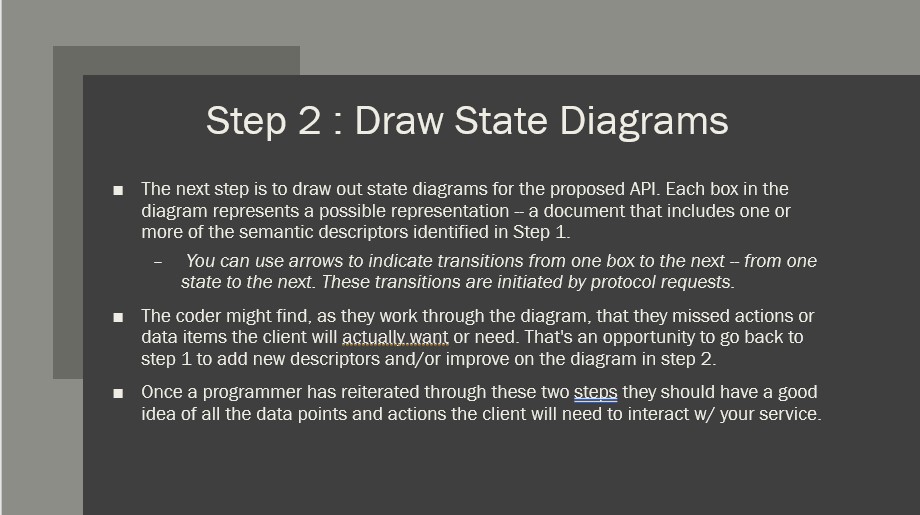 Step 2 : Draw State Diagrams
■ The next step is to draw out state diagrams for the proposed API. Each box in the
diagram represents a possible representation -- a document that includes one or
more of the semantic descriptors identified in Step 1.
– You can use arrows to indicate transitions from one box to the next -- from one
state to the next. These transitions are initiated by protocol requests.
■ The coder might find, as they work through the diagram, that they missed actions or
data items the client will actually want or need. That's an opportunity to go back to
step 1 to add new descriptors and/or improve on the diagram in step 2.
■ Once a programmer has reiterated through these two steps they should have a good
idea of all the data points and actions the client will need to interact w/ your service.